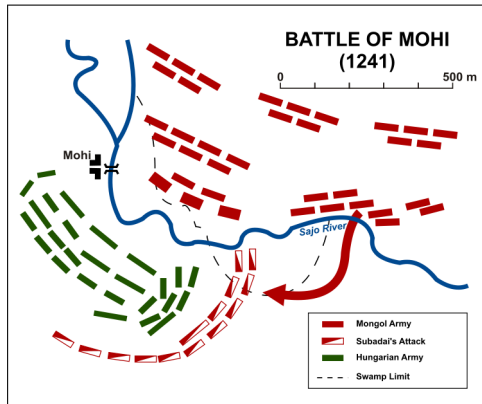 BATTLE OF MOHI
(1241)
0 500 m
Mohi
Sajo River
Mongol Army
Subadai's Attack
Hungarian Army
Swamp Limit